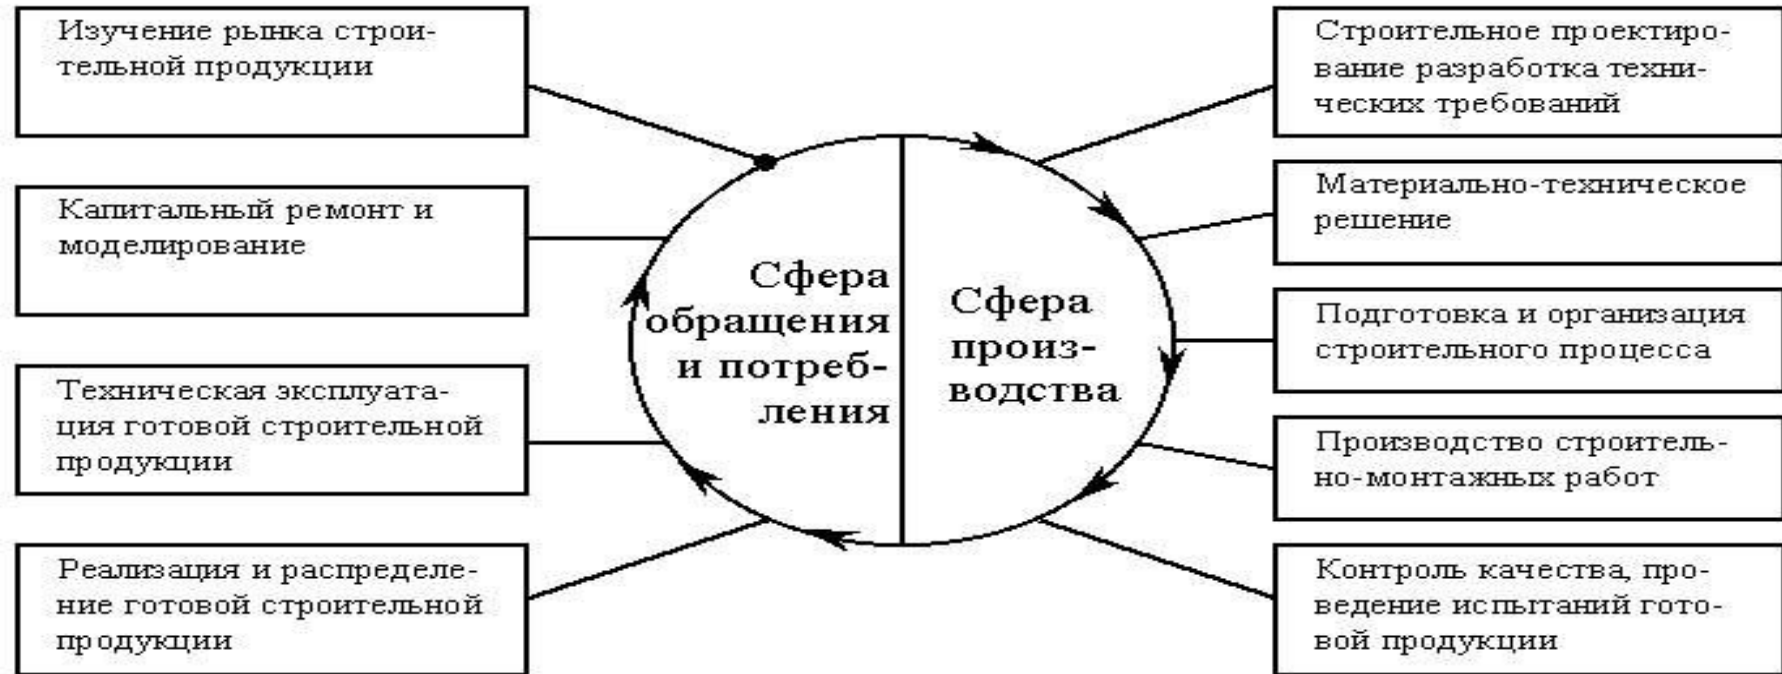 Изучение рынка строи-
тельной продукции
Капитальный ремонт и
моделирование
Техническая эксплуата-
ция готовой строительной
продукции
Реализация и распределе-
ние готовой строительной
продукции
Сфера
обращения
и потреб-
ления
Сфера
произ-
водства
Строительное проектиро-
вание разработка техни-
ческих требований
Материально-техническое
решение
Подготовка и организация
строительного процесса
Производство строитель-
но-монтажных работ
Контроль качества, про-
ведение испытаний гото-
вой продукции